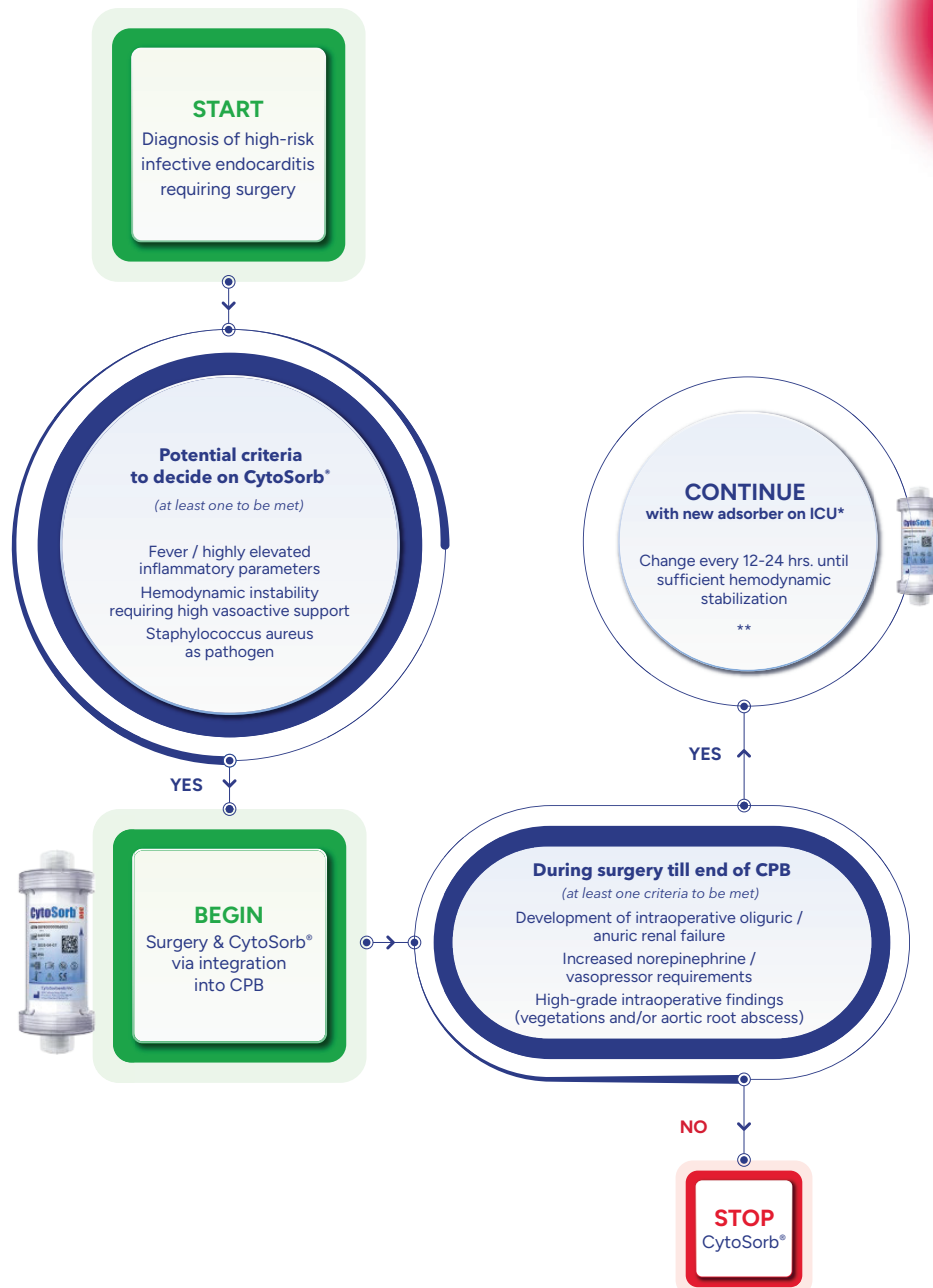 START
Diagnosis of high-risk
infective endocarditis
requiring surgery
Potential criteria
to decide on CytoSorb®
(at least one to be met)
Fever / highly elevated
inflammatory parameters
Hemodynamic instability
requiring high vasoactive support
Staphylococcus aureus
as pathogen
YES
BEGIN
Surgery & CytoSorb®
via integration
into CPB
CytoSorb
During surgery till end of CPB
(at least one criteria to be met)
Development of intraoperative oliguric /
anuric renal failure
Increased norepinephrine /
vasopressor requirements
High-grade intraoperative findings
(vegetations and/or aortic root abscess)
YES
CONTINUE
with new adsorber on ICU*
Change every 12-24 hrs. until
sufficient hemodynamic
stabilization
**
CytoSorb
NO
STOP
CytoSorb®